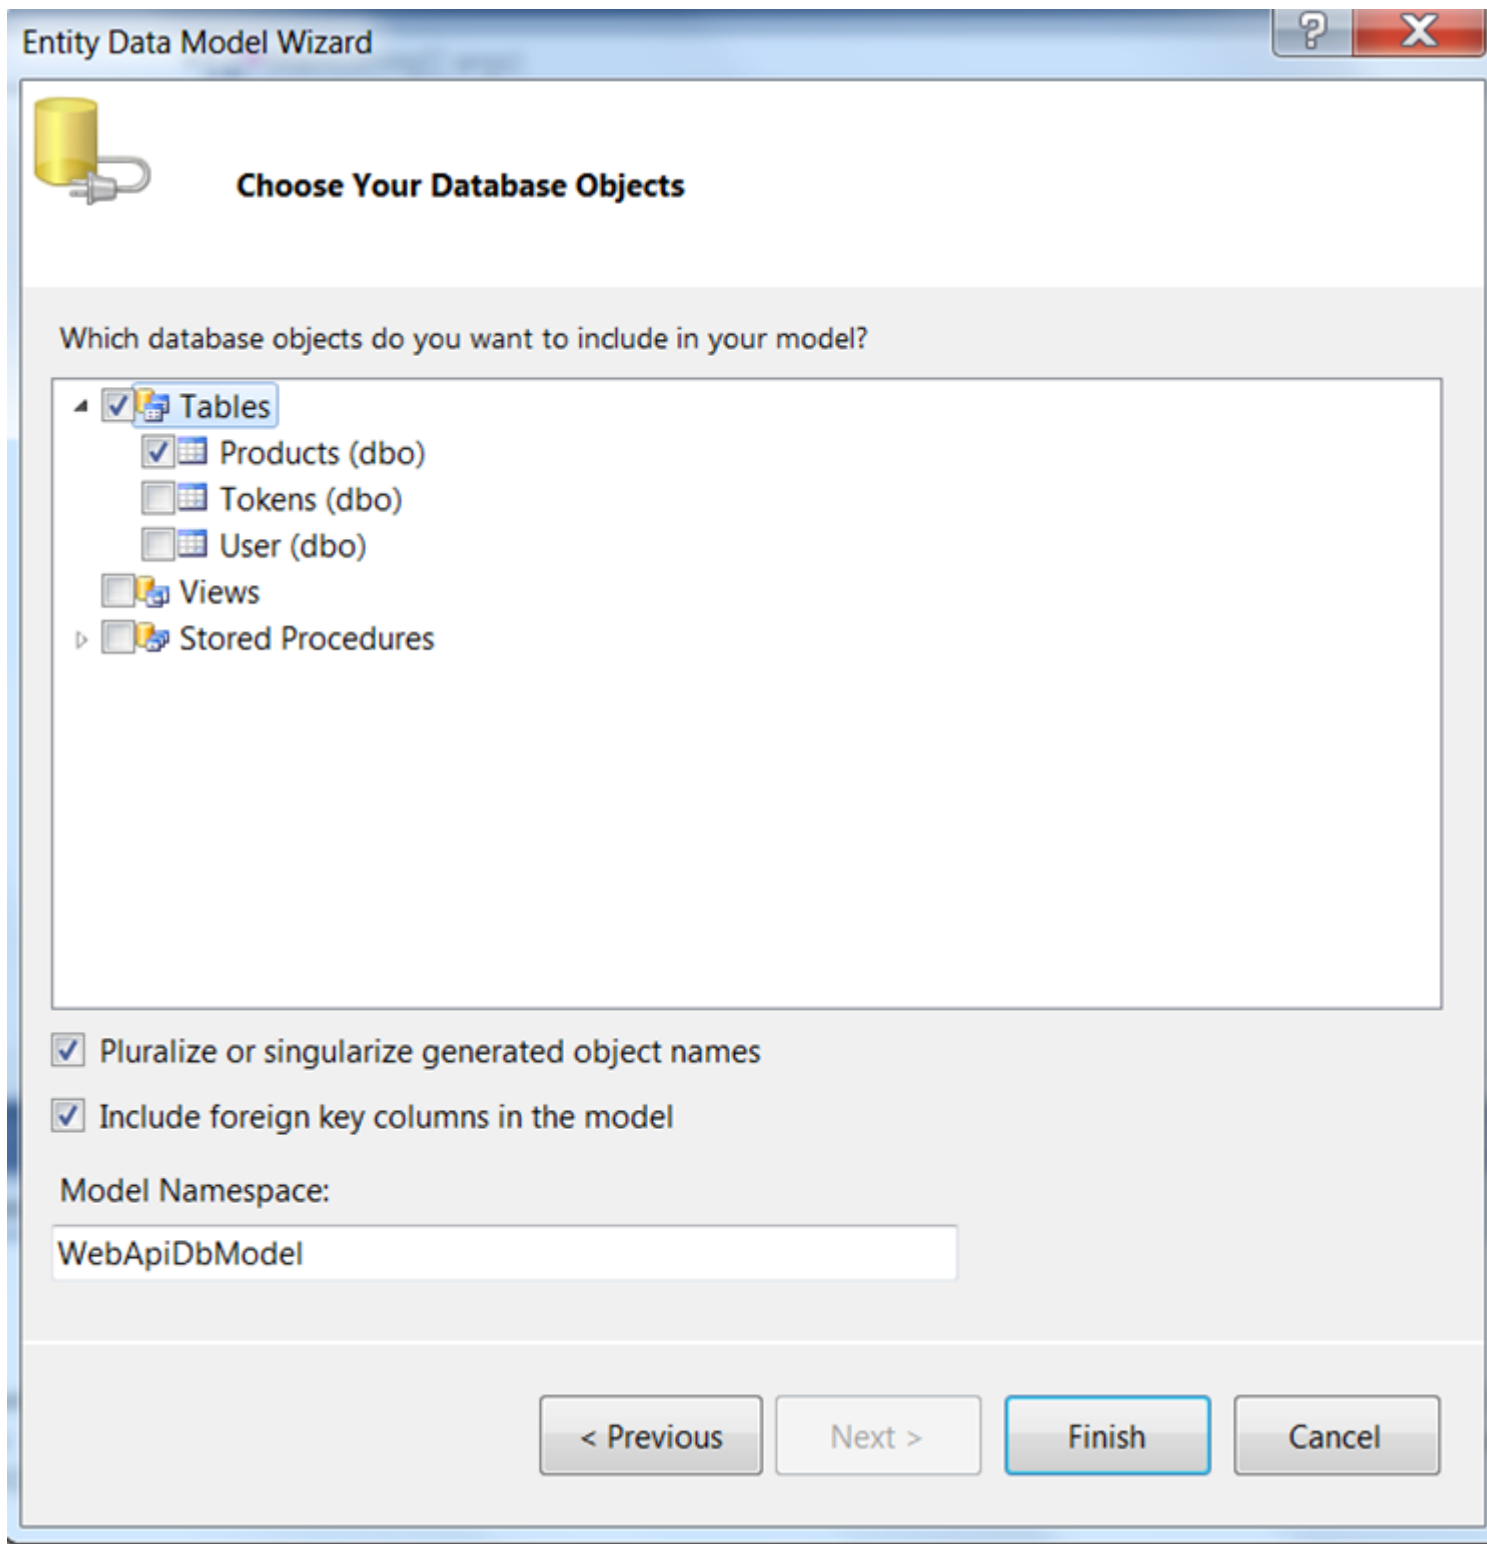 Entity Data Model Wizard
Choose Your Database Objects
Which database objects do you want to include in your model?
Tables
Products (dbo)
Tokens (dbo)
User (dbo)
Views
Stored Procedures
Pluralize or singularize generated object names
Include foreign key columns in the model
Model Namespace:
WebApiDbModel
< Previous
Next >
Finish
Cancel